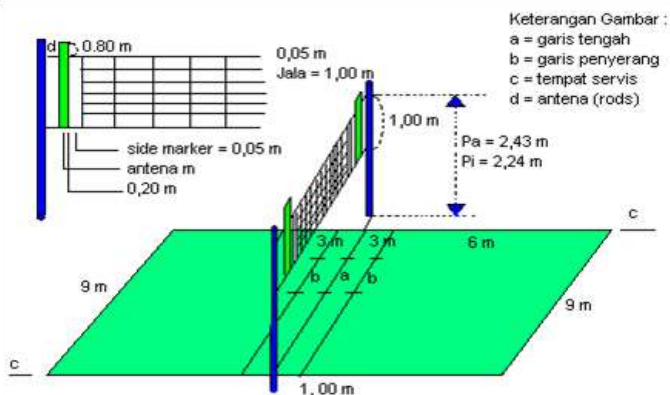 Keterangan Gambar :
a = garis tengah
b = garis penyerang
c = tempat servis
d = antena (rods)
d
0.80 m
0,05 m
Jala = 1,00 m
side marker = 0,05 m
antena m
0,20 m
1,00 m
Pa = 2,43 m
Pi = 2,24 m
c
3 m
3 m
6 m
b
a
b
9 m
9 m
c
1,00 m